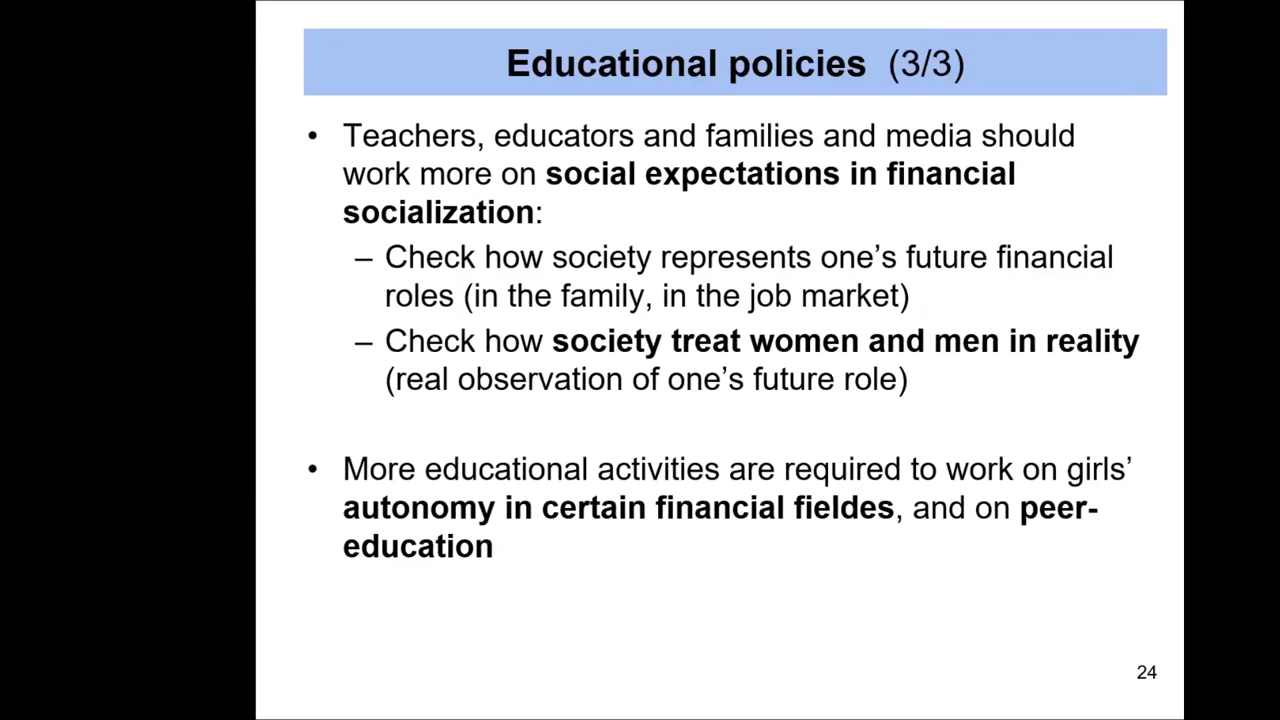 Educational policies (3/3)
• Teachers, educators and families and media should
work more on social expectations in financial
socialization:
– Check how society represents one’s future financial
roles (in the family, in the job market)
– Check how society treat women and men in reality
(real observation of one’s future role)
• More educational activities are required to work on girls’
autonomy in certain financial fieldes, and on peer-
education
24